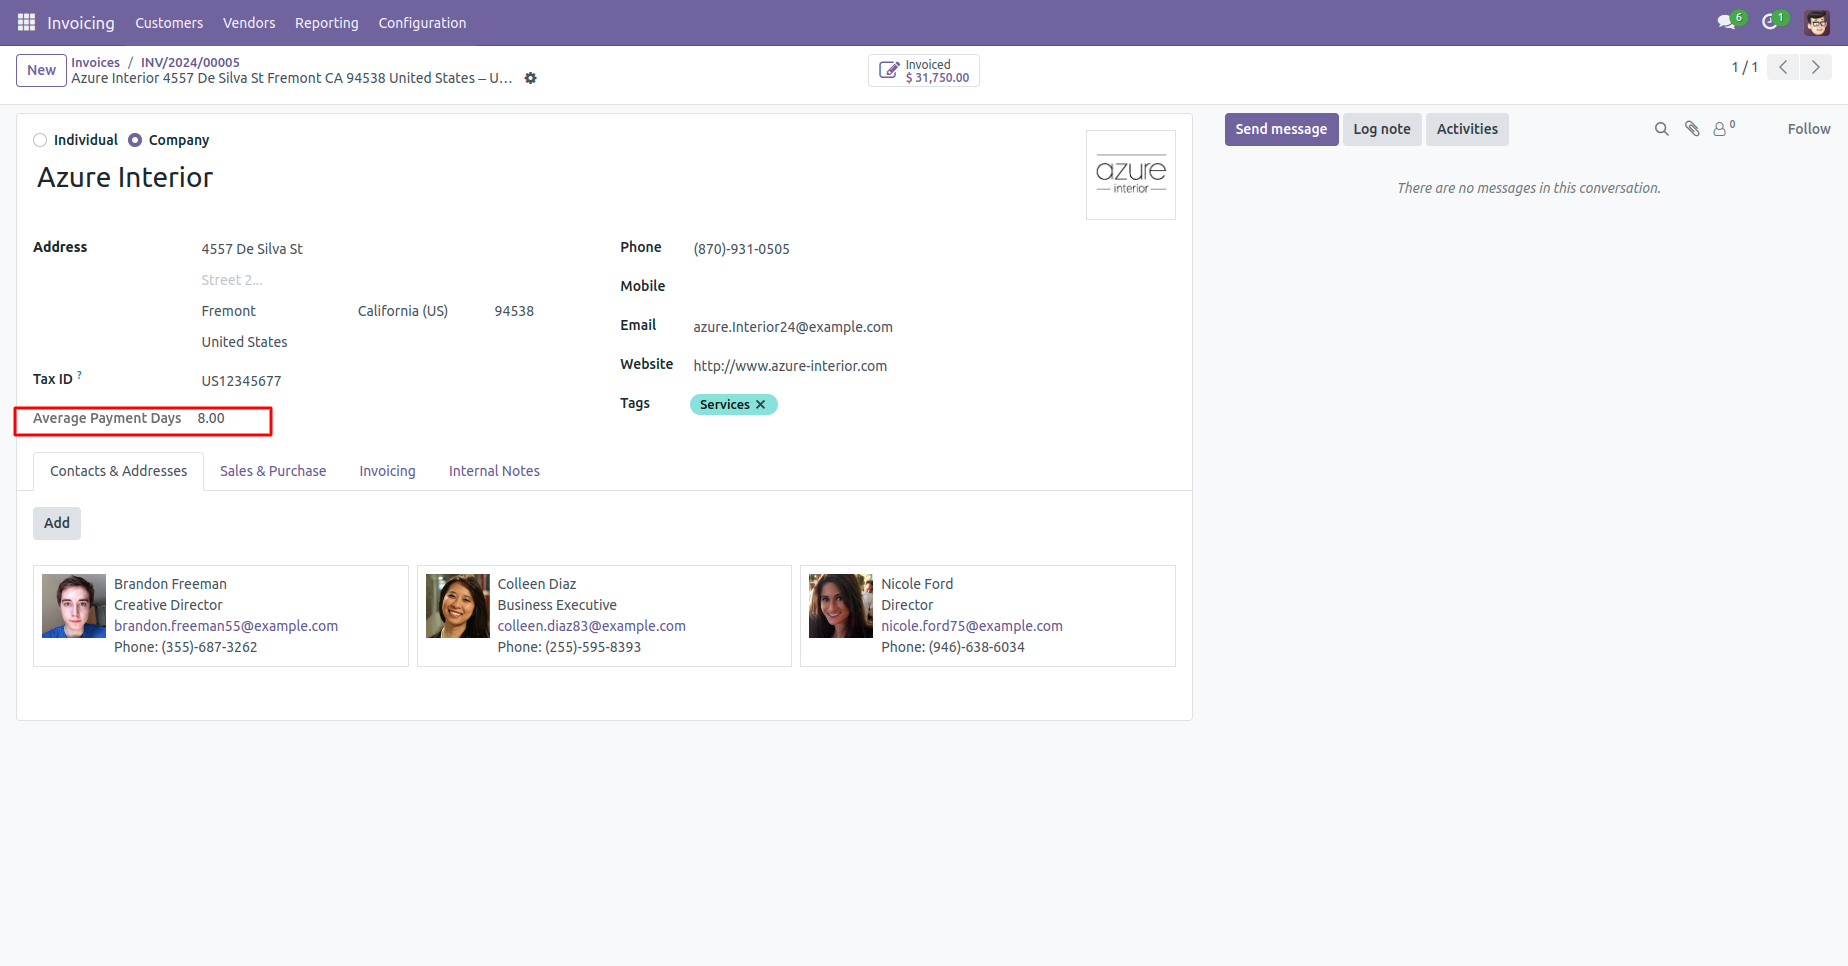 Invoicing Customers Vendors Reporting Configuration 6 1
New
Invoices / INV/2024/00005
Azure Interior 4557 De Silva St Fremont CA 94538 United States – U...
Invoiced
$ 31,750.00
1 / 1
Individual Company
Azure Interior
azure
interior
Address 4557 De Silva St
Street 2...
Fremont California (US) 94538
United States
Tax ID ? US12345677
Average Payment Days 8.00
Phone (870)-931-0505
Mobile
Email azure.Interior24@example.com
Website http://www.azure-interior.com
Tags Services ✕
Contacts & Addresses Sales & Purchase Invoicing Internal Notes
Add
Brandon Freeman
Creative Director
brandon.freeman55@example.com
Phone: (355)-687-3262
Colleen Diaz
Business Executive
colleen.diaz83@example.com
Phone: (255)-595-8393
Nicole Ford
Director
nicole.ford75@example.com
Phone: (946)-638-6034
Send message Log note Activities 0 Follow
There are no messages in this conversation.